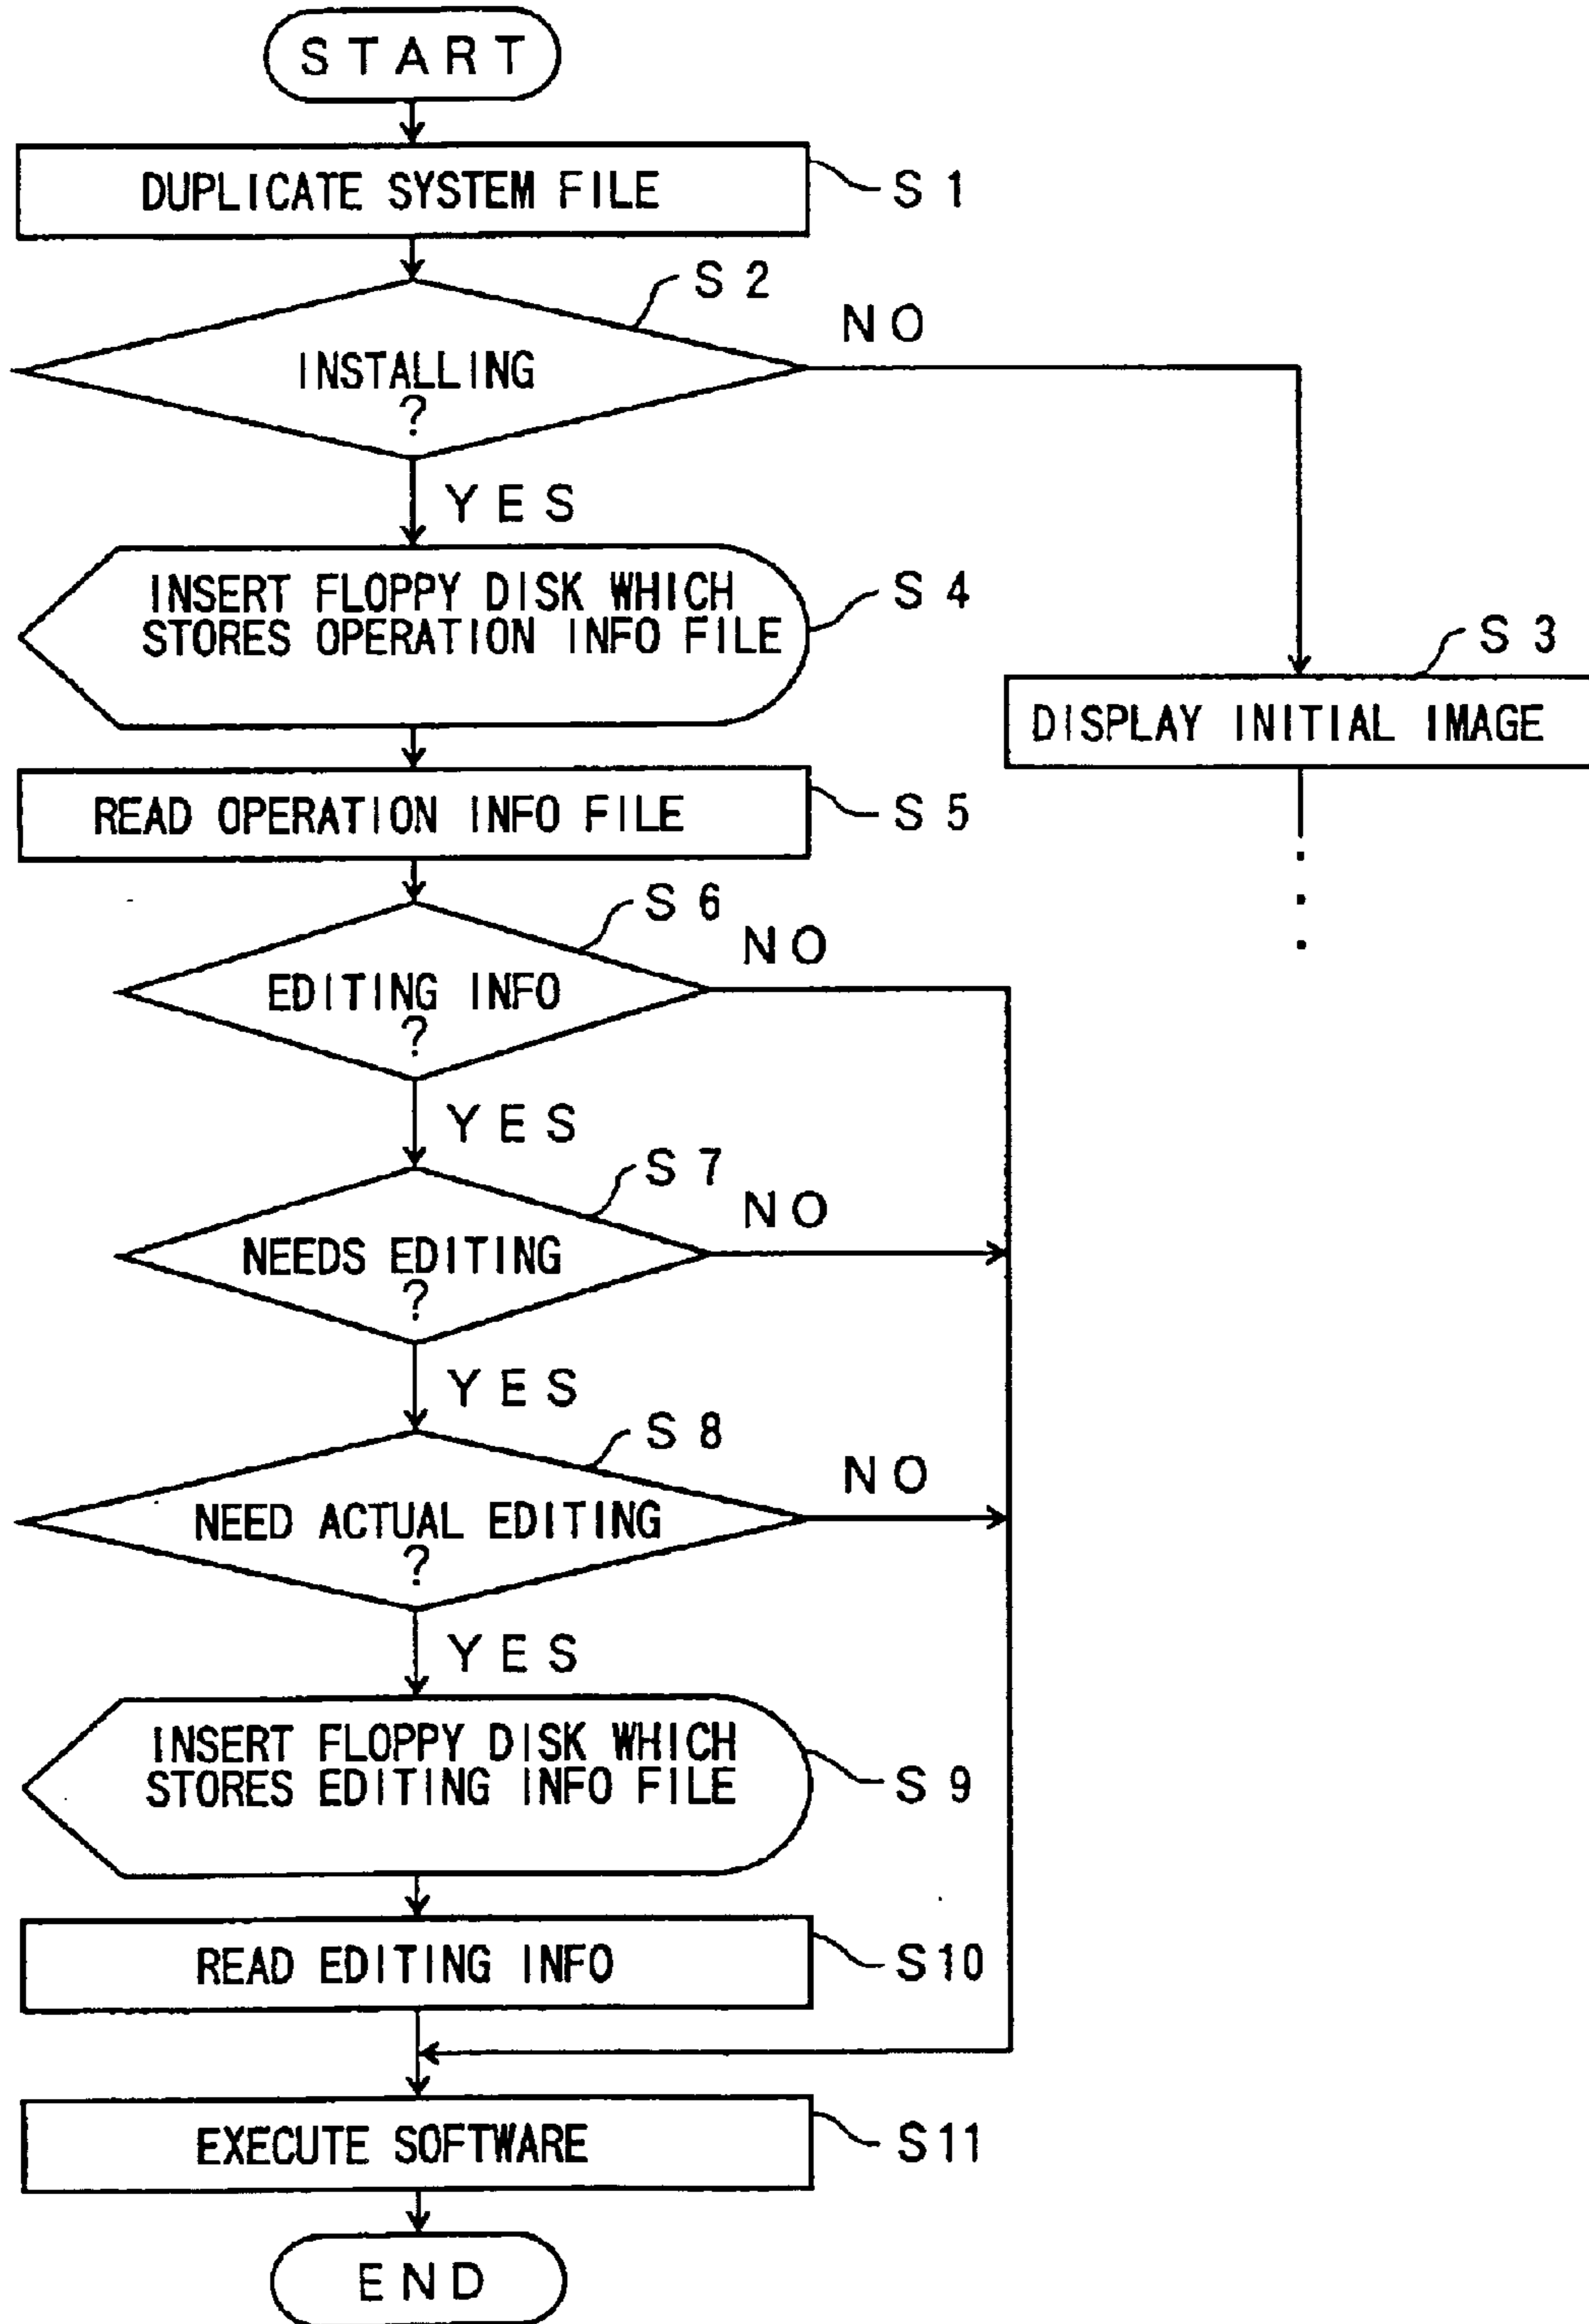 START
DUPLICATE SYSTEM FILE
S1
S2
NO
INSTALLING
?
YES
INSERT FLOPPY DISK WHICH
STORES OPERATION INFO FILE
S4
S3
DISPLAY INITIAL IMAGE
READ OPERATION INFO FILE
S5
S6
NO
EDITING INFO
?
YES
S7
NO
NEEDS EDITING
?
YES
S8
NO
NEED ACTUAL EDITING
?
YES
INSERT FLOPPY DISK WHICH
STORES EDITING INFO FILE
S9
READ EDITING INFO
S10
EXECUTE SOFTWARE
S11
END